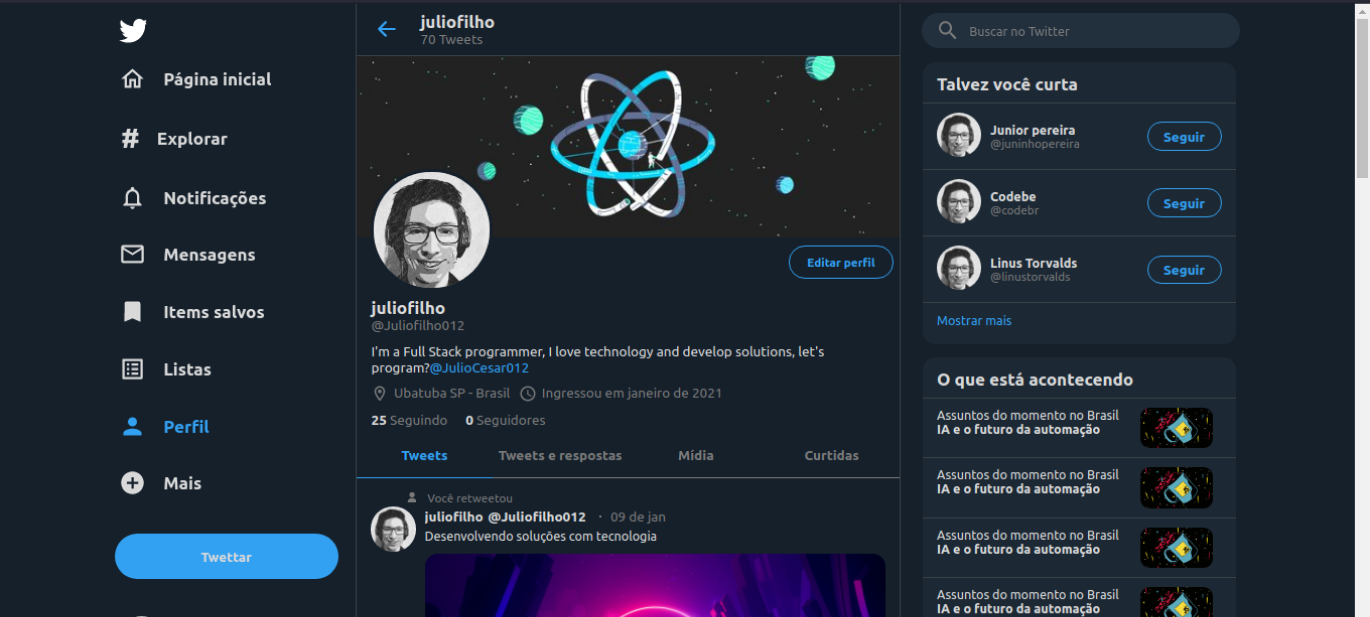 Página inicial
Explorar
Notificações
Mensagens
Items salvos
Listas
Perfil
Mais
Twettar
juliofilho
70 Tweets
Editar perfil
juliofilho
@Juliofilho012
I'm a Full Stack programmer, I love technology and develop solutions, let's
program?@JulioCesar012
Ubatuba SP - Brasil Ingressou em janeiro de 2021
25 Seguindo 0 Seguidores
Tweets Tweets e respostas Mídia Curtidas
Você retweetou
juliofilho @Juliofilho012 · 09 de jan
Desenvolvendo soluções com tecnologia
Buscar no Twitter
Talvez você curta
Junior pereira
@juninhopereira
Seguir
Codebe
@codebr
Seguir
Linus Torvalds
@linustorvalds
Seguir
Mostrar mais
O que está acontecendo
Assuntos do momento no Brasil
IA e o futuro da automação
Assuntos do momento no Brasil
IA e o futuro da automação
Assuntos do momento no Brasil
IA e o futuro da automação
Assuntos do momento no Brasil
IA e o futuro da automação